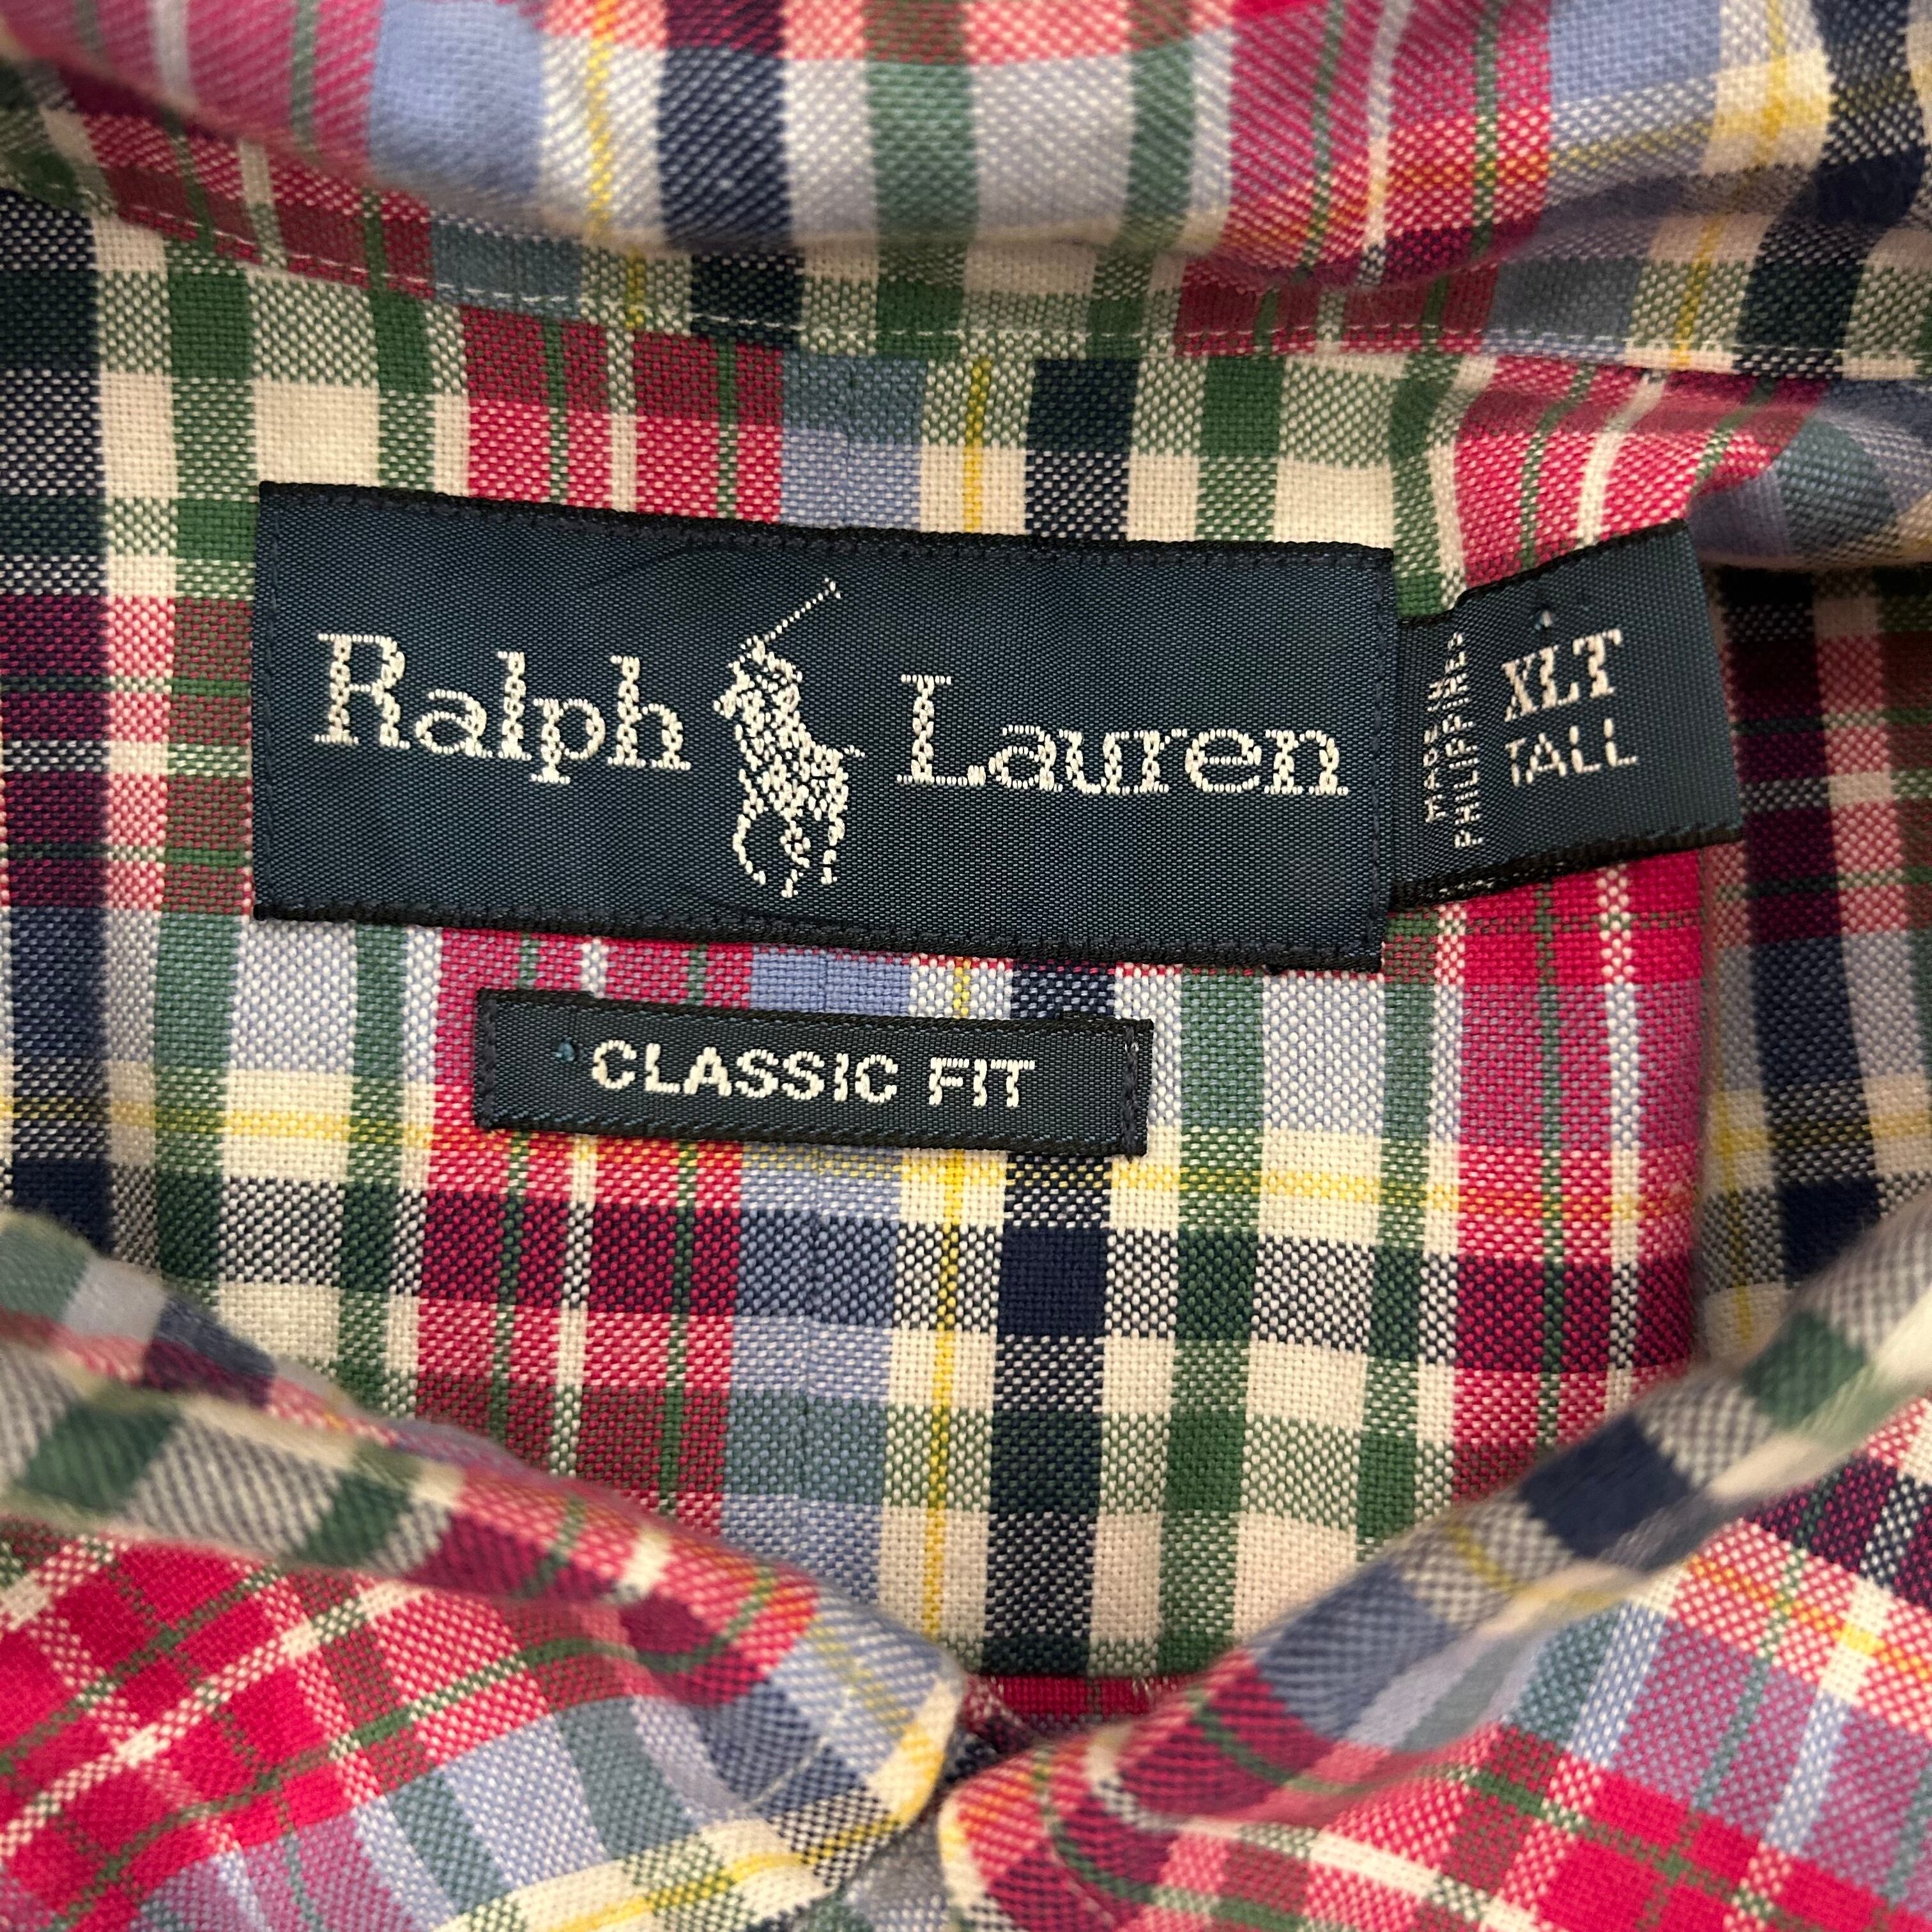 Ralph Lauren
XLT
TALL
MADE IN
PHILIPPINES
CLASSIC FIT